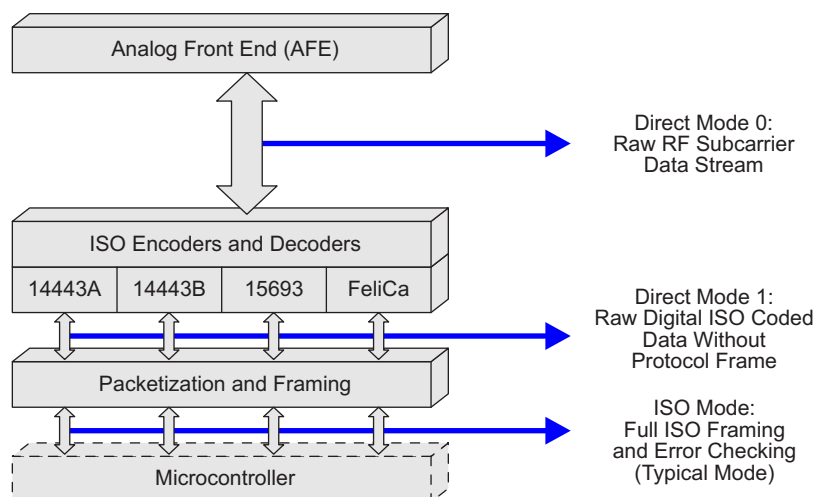 Analog Front End (AFE)
Direct Mode 0:
Raw RF Subcarrier
Data Stream
ISO Encoders and Decoders
14443A 14443B 15693 FeliCa
Direct Mode 1:
Raw Digital ISO Coded
Data Without
Protocol Frame
Packetization and Framing
ISO Mode:
Full ISO Framing
and Error Checking
(Typical Mode)
Microcontroller